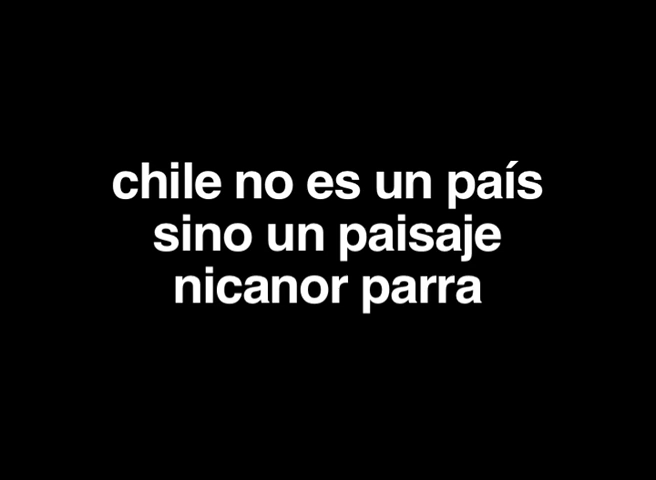 chile no es un país
sino un paisaje
nicanor parra